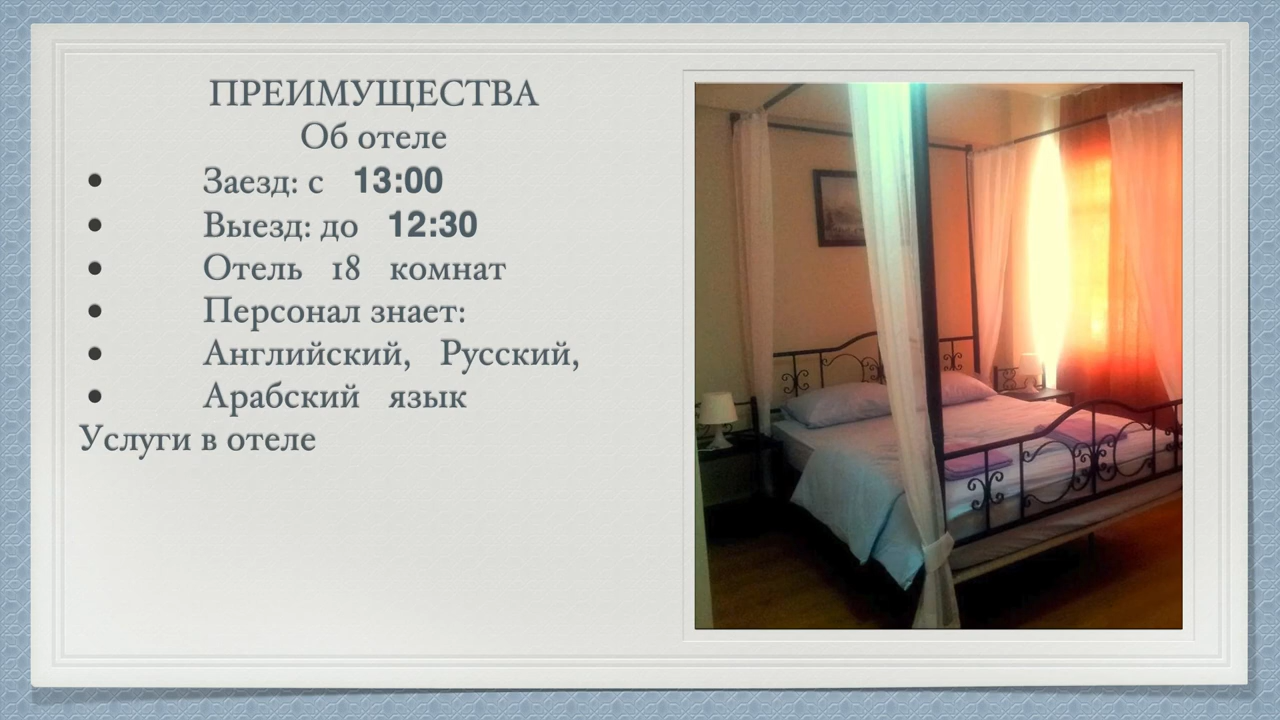 ПРЕИМУЩЕСТВА
Об отеле
• Заезд: с 13:00
• Выезд: до 12:30
• Отель 18 комнат
• Персонал знает:
• Английский, Русский,
• Арабский язык
Услуги в отеле